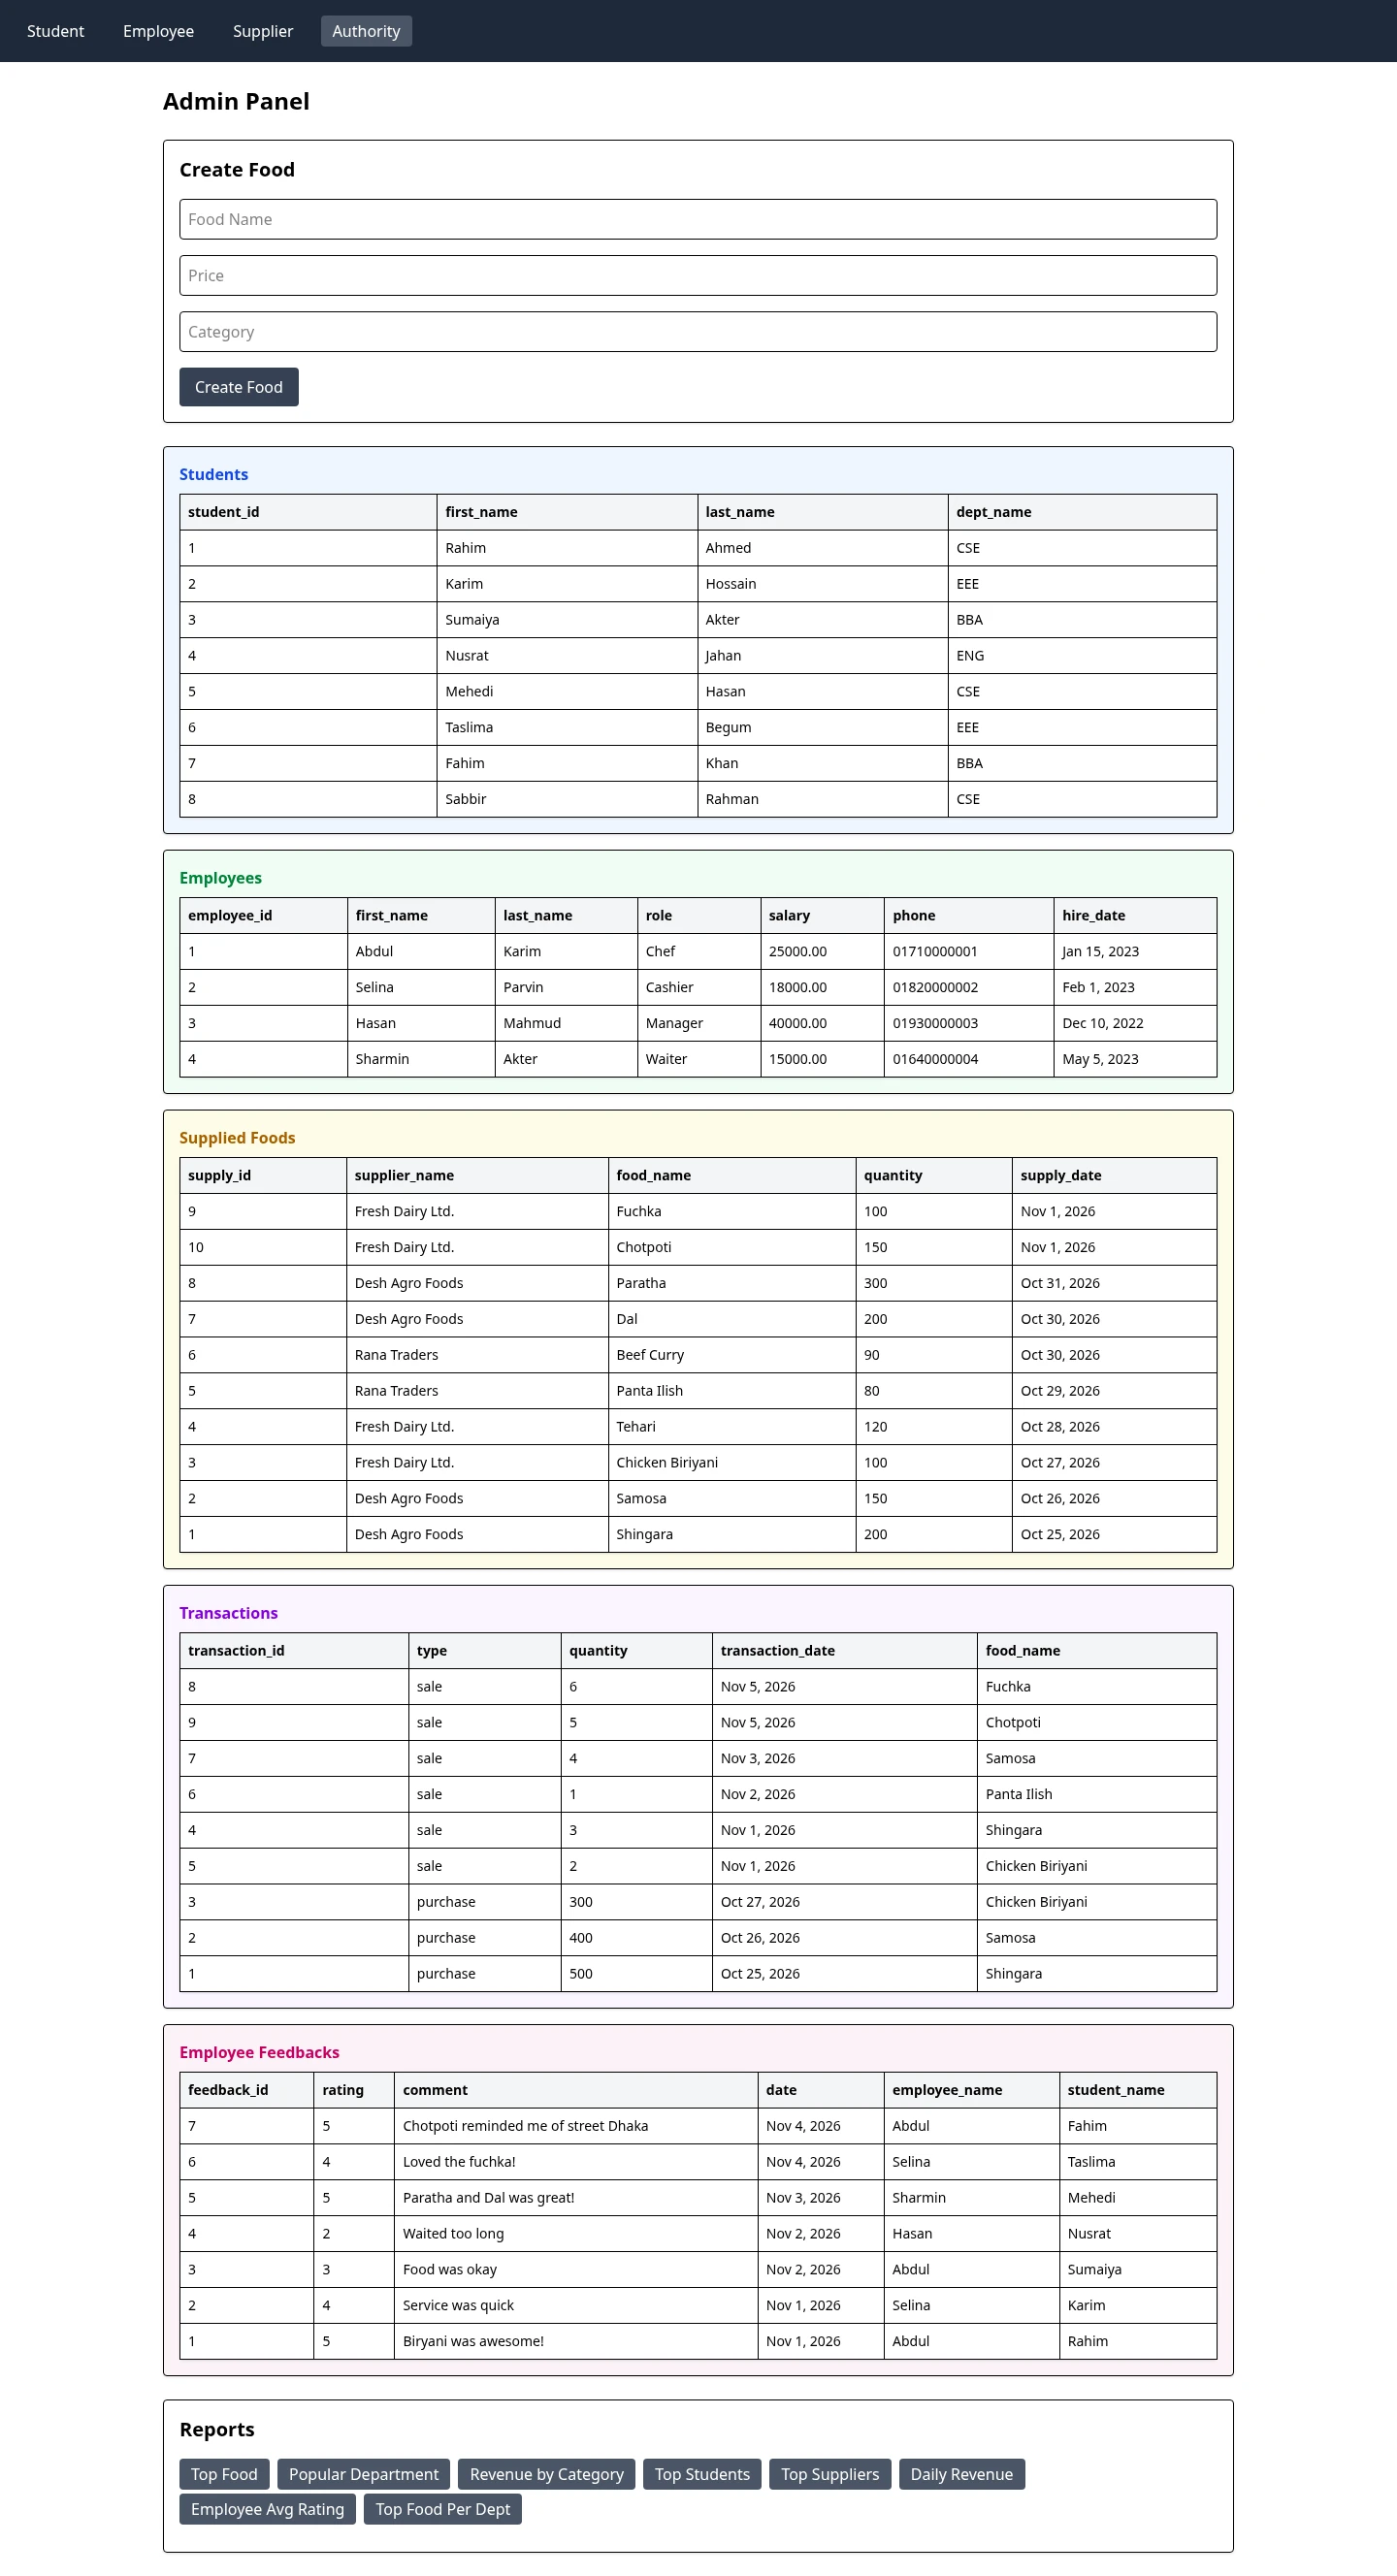 Student Employee Supplier Authority
Admin Panel
Create Food
Food Name
Price
Category
Create Food
Students
student_id first_name last_name dept_name
1 Rahim Ahmed CSE
2 Karim Hossain EEE
3 Sumaiya Akter BBA
4 Nusrat Jahan ENG
5 Mehedi Hasan CSE
6 Taslima Begum EEE
7 Fahim Khan BBA
8 Sabbir Rahman CSE
Employees
employee_id first_name last_name role salary phone hire_date
1 Abdul Karim Chef 25000.00 01710000001 Jan 15, 2023
2 Selina Parvin Cashier 18000.00 01820000002 Feb 1, 2023
3 Hasan Mahmud Manager 40000.00 01930000003 Dec 10, 2022
4 Sharmin Akter Waiter 15000.00 01640000004 May 5, 2023
Supplied Foods
supply_id supplier_name food_name quantity supply_date
9 Fresh Dairy Ltd. Fuchka 100 Nov 1, 2026
10 Fresh Dairy Ltd. Chotpoti 150 Nov 1, 2026
8 Desh Agro Foods Paratha 300 Oct 31, 2026
7 Desh Agro Foods Dal 200 Oct 30, 2026
6 Rana Traders Beef Curry 90 Oct 30, 2026
5 Rana Traders Panta Ilish 80 Oct 29, 2026
4 Fresh Dairy Ltd. Tehari 120 Oct 28, 2026
3 Fresh Dairy Ltd. Chicken Biriyani 100 Oct 27, 2026
2 Desh Agro Foods Samosa 150 Oct 26, 2026
1 Desh Agro Foods Shingara 200 Oct 25, 2026
Transactions
transaction_id type quantity transaction_date food_name
8 sale 6 Nov 5, 2026 Fuchka
9 sale 5 Nov 5, 2026 Chotpoti
7 sale 4 Nov 3, 2026 Samosa
6 sale 1 Nov 2, 2026 Panta Ilish
4 sale 3 Nov 1, 2026 Shingara
5 sale 2 Nov 1, 2026 Chicken Biriyani
3 purchase 300 Oct 27, 2026 Chicken Biriyani
2 purchase 400 Oct 26, 2026 Samosa
1 purchase 500 Oct 25, 2026 Shingara
Employee Feedbacks
feedback_id rating comment date employee_name student_name
7 5 Chotpoti reminded me of street Dhaka Nov 4, 2026 Abdul Fahim
6 4 Loved the fuchka! Nov 4, 2026 Selina Taslima
5 5 Paratha and Dal was great! Nov 3, 2026 Sharmin Mehedi
4 2 Waited too long Nov 2, 2026 Hasan Nusrat
3 3 Food was okay Nov 2, 2026 Abdul Sumaiya
2 4 Service was quick Nov 1, 2026 Selina Karim
1 5 Biryani was awesome! Nov 1, 2026 Abdul Rahim
Reports
Top Food Popular Department Revenue by Category Top Students Top Suppliers Daily Revenue
Employee Avg Rating Top Food Per Dept